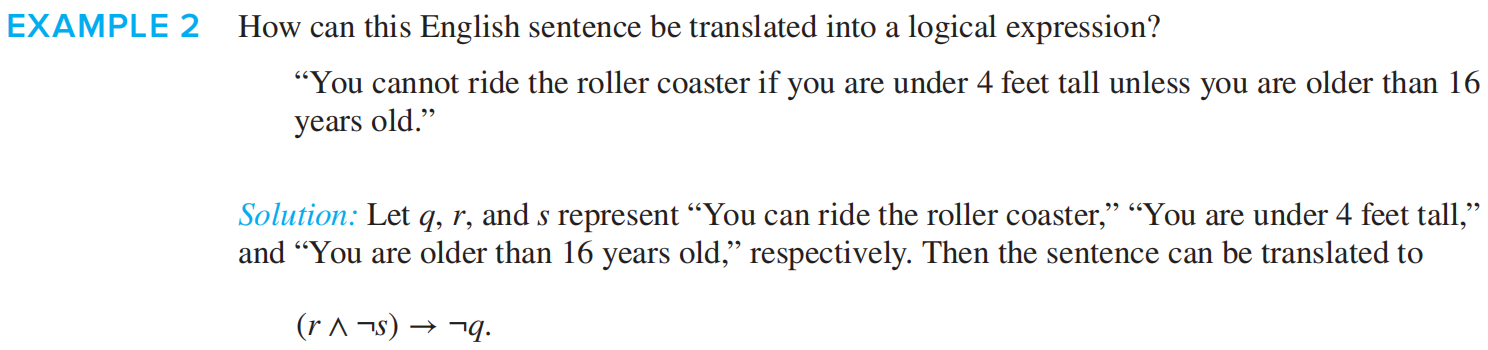 EXAMPLE 2 How can this English sentence be translated into a logical expression?
“You cannot ride the roller coaster if you are under 4 feet tall unless you are older than 16
years old.”
Solution: Let q, r, and s represent “You can ride the roller coaster,” “You are under 4 feet tall,”
and “You are older than 16 years old,” respectively. Then the sentence can be translated to
(r ∧ ¬s) → ¬q.